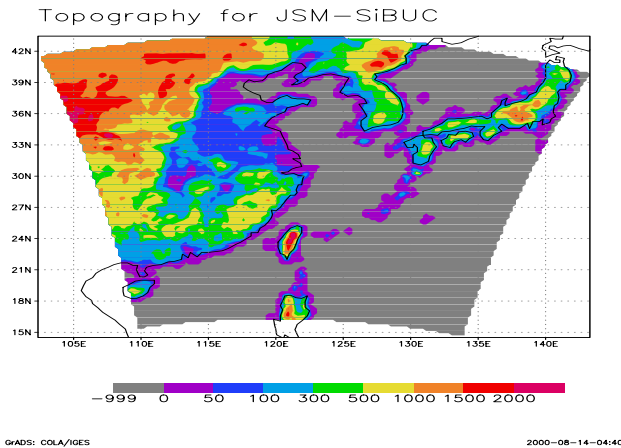 Topography for JSM-SiBUC
42N
39N
36N
33N
30N
27N
24N
21N
18N
15N
105E 110E 115E 120E 125E 130E 135E 140E
-999 0 50 100 300 500 1000 1500 2000
GrADS: COLA/IGES 2000-08-14-04:40